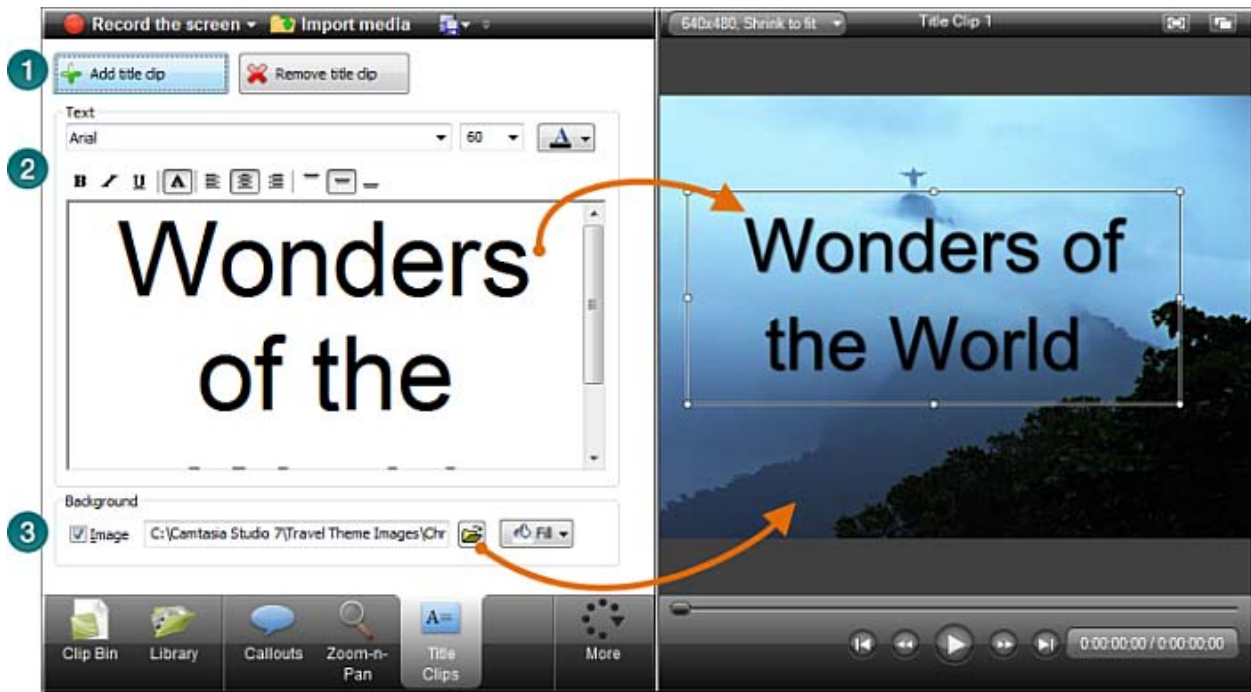 Record the screen
Import media
640x480, Shrink to fit
Title Clip 1
1
Add title clip
Remove title clip
Text
Arial
60
A
2
B I U A
Wonders
of the
Wonders of
the World
Background
3
Image
C:\Camtasia Studio 7\Travel Theme Images\Chr
Fill
Clip Bin
Library
Callouts
Zoom-n-
Pan
A=
Title
Clips
More
0:00:00;00 / 0:00:00;00